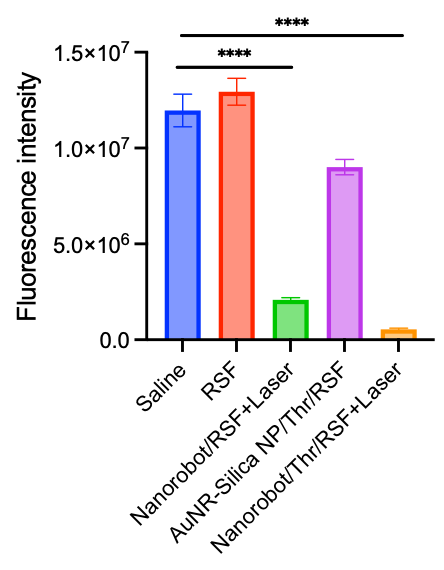 ****
****
Fluorescence intensity
1.5×10⁷
1.0×10⁷
5.0×10⁶
0.0
Saline
RSF
Nanorobot/RSF+Laser
AuNR-Silica NP/Thr/RSF
Nanorobot/Thr/RSF+Laser